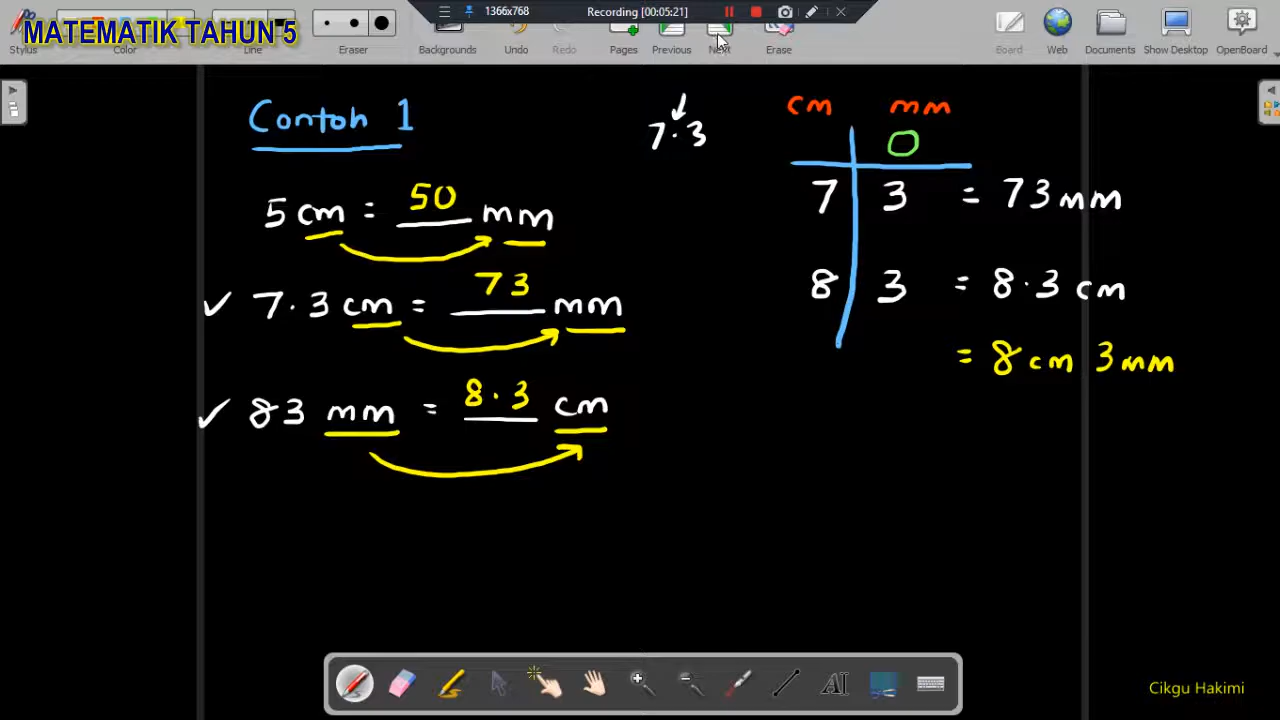 1366x768
Recording [00:05:21]
MATEMATIK TAHUN 5
Stylus
Color
Line
Eraser
Backgrounds
Undo
Redo
Pages
Previous
Next
Erase
Board
Web
Documents
Show Desktop
OpenBoard
Contoh 1
5 cm = 50 mm
7.3 cm = 73 mm
83 mm = 8.3 cm
7.3
cm mm
0
7 3 = 73 mm
8 3 = 8.3 cm
= 8 cm 3 mm
AI
Cikgu Hakimi